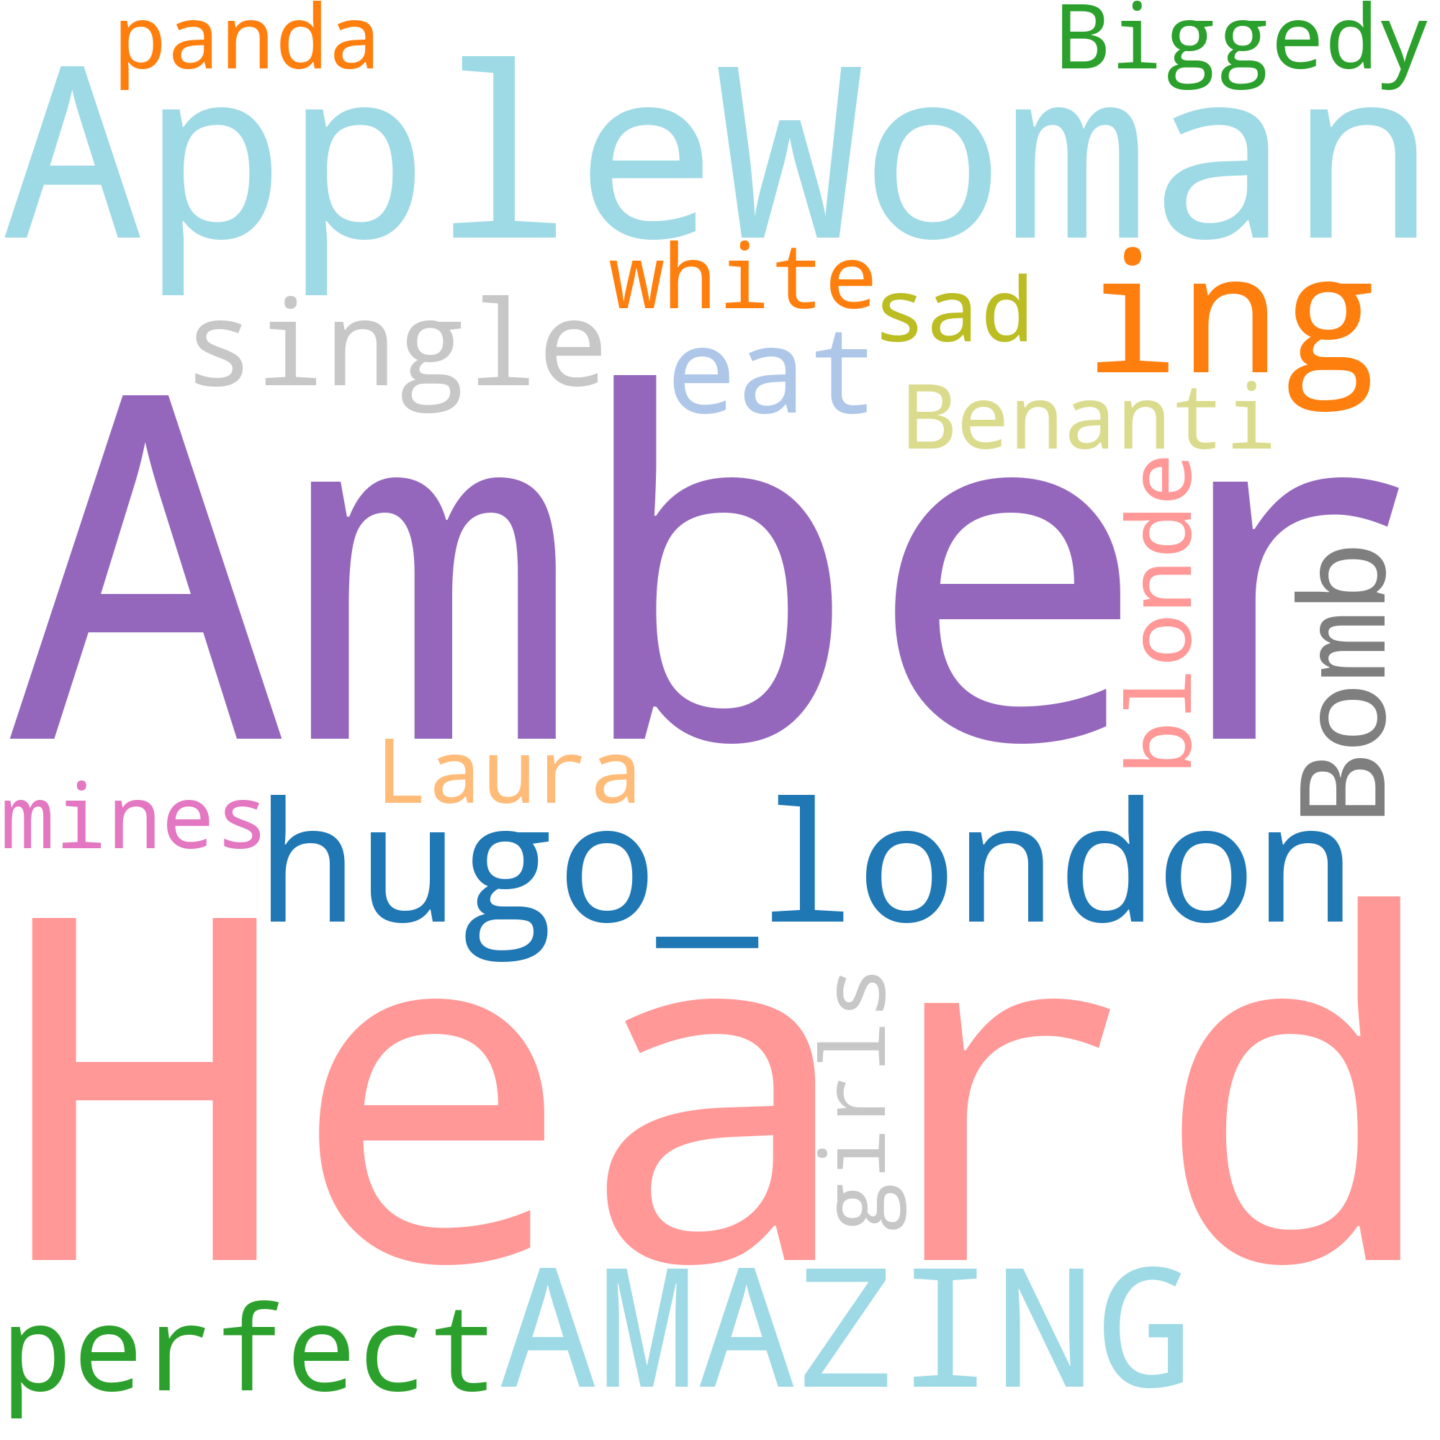 panda
Biggedy
AppleWoman
white
sad
ing
single
eat
Benanti
Amber
blonde
Bomb
Laura
mines
hugo_london
Heard
girls
perfect
AMAZING